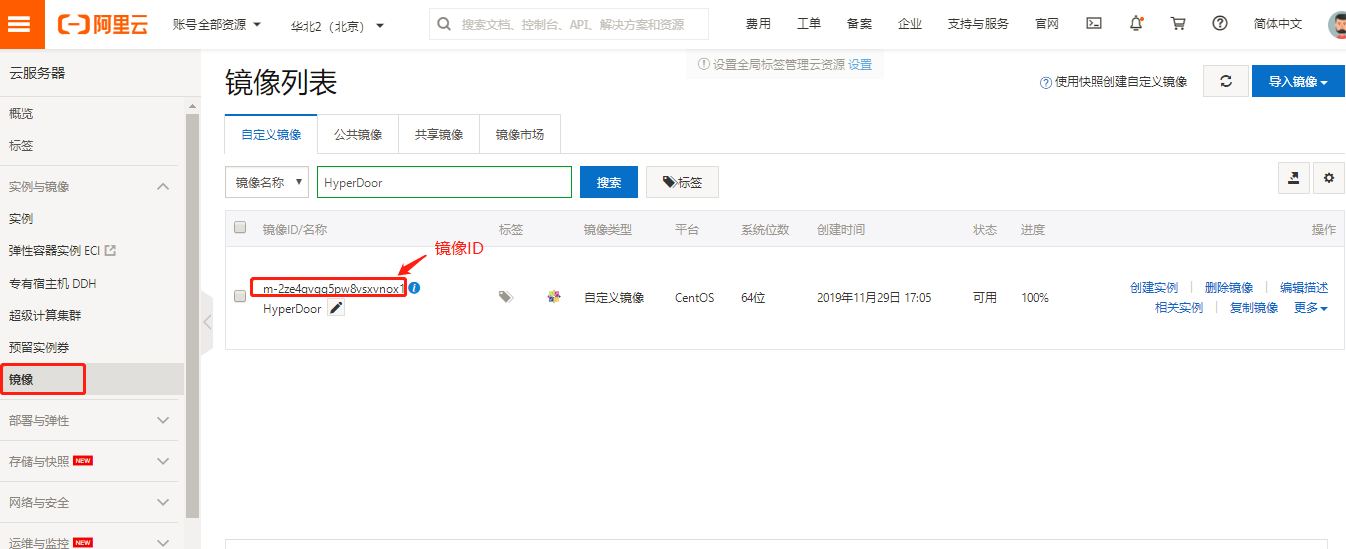 阿里云 账号全部资源 华北2（北京） 搜索文档、控制台、API、解决方案和资源 费用 工单 备案 企业 支持与服务 官网 简体中文
设置全局标签管理云资源 设置
云服务器
概览
标签
实例与镜像
实例
弹性容器实例 ECI
专有宿主机 DDH
超级计算集群
预留实例券
镜像
部署与弹性
存储与快照 NEW
网络与安全
运维与监控 NEW
镜像列表
使用快照创建自定义镜像 导入镜像
自定义镜像 公共镜像 共享镜像 镜像市场
镜像名称 HyperDoor 搜索 标签
镜像ID/名称 标签 镜像类型 平台 系统位数 创建时间 状态 进度 操作
镜像ID
HyperDoor 自定义镜像 CentOS 64位 2019年11月29日 17:05 可用 100%
创建实例 删除镜像 编辑描述
相关实例 复制镜像 更多